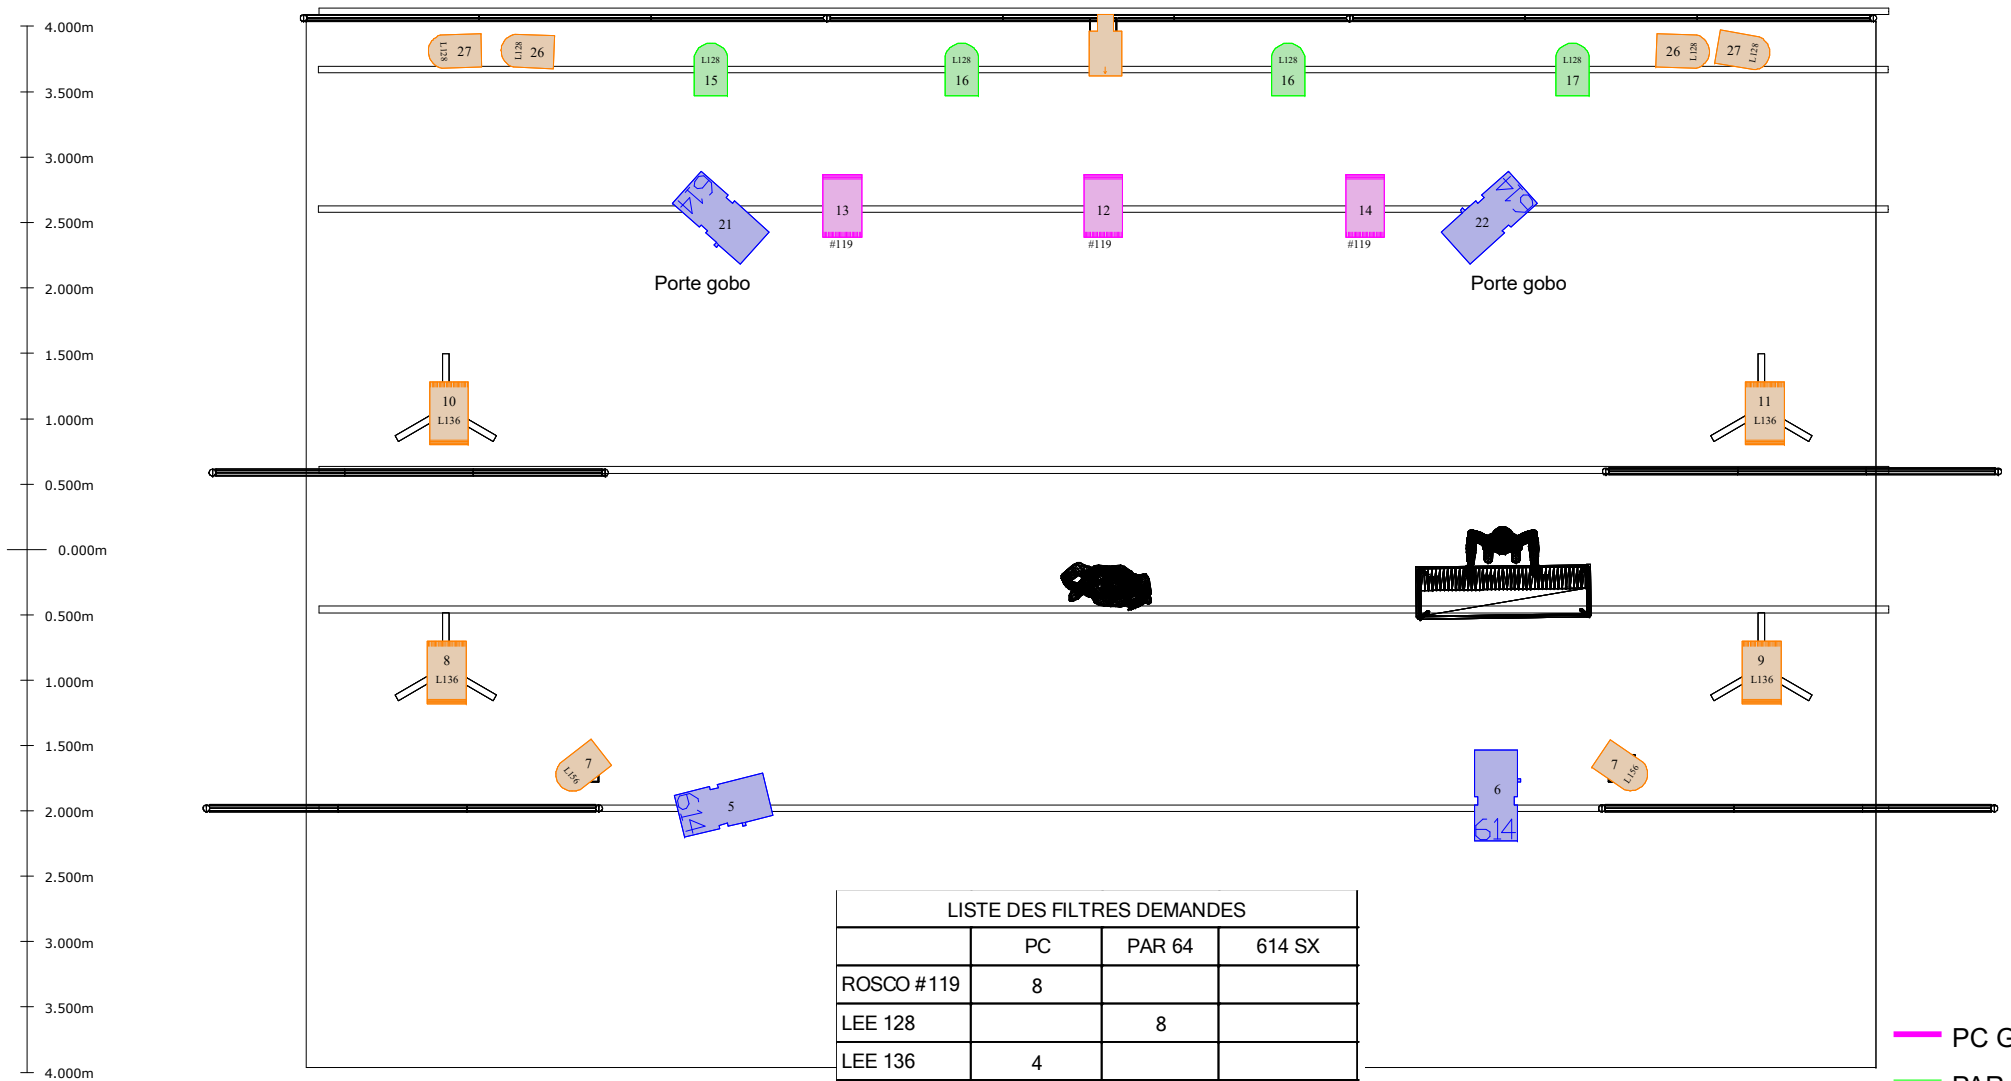 4.000m
L128 27
L128 26
L128
15
L128
16
L128
16
L128
17
26 L128
27 L128
3.500m
3.000m
614
21
13
#119
12
#119
14
#119
614
22
2.500m
Porte gobo
Porte gobo
2.000m
1.500m
10
L136
11
L136
1.000m
0.500m
0.000m
0.500m
8
L136
9
L136
1.000m
1.500m
7
L156
7
L156
614 5
6
614
2.000m
2.500m
LISTE DES FILTRES DEMANDES
PC PAR 64 614 SX
3.000m
ROSCO #119 8
3.500m
LEE 128 8
LEE 136 4
PC G
4.000m